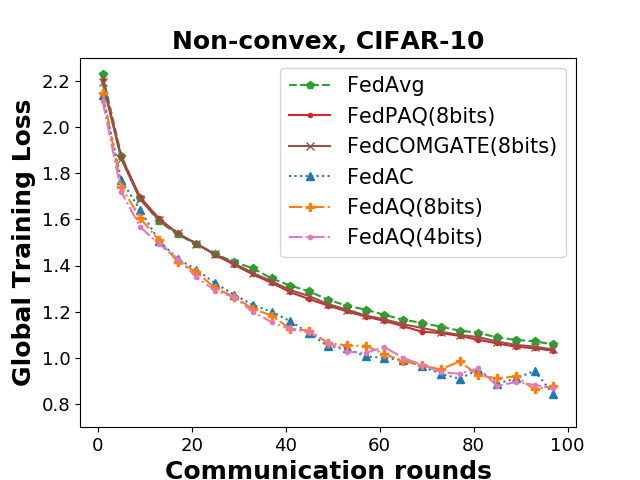 Non-convex, CIFAR-10
Global Training Loss
2.2
2.0
1.8
1.6
1.4
1.2
1.0
0.8
FedAvg
FedPAQ(8bits)
FedCOMGATE(8bits)
FedAC
FedAQ(8bits)
FedAQ(4bits)
0 20 40 60 80 100
Communication rounds